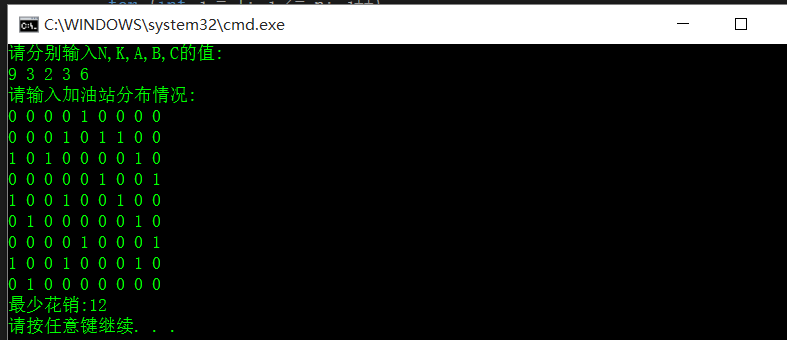 C:\WINDOWS\system32\cmd.exe
请分别输入N,K,A,B,C的值:
9 3 2 3 6
请输入加油站分布情况:
0 0 0 0 1 0 0 0 0
0 0 0 1 0 1 1 0 0
1 0 1 0 0 0 0 1 0
0 0 0 0 0 1 0 0 1
1 0 0 1 0 0 1 0 0
0 1 0 0 0 0 0 1 0
0 0 0 0 1 0 0 0 1
1 0 0 1 0 0 0 1 0
0 1 0 0 0 0 0 0 0
最少花销:12
请按任意键继续. . .